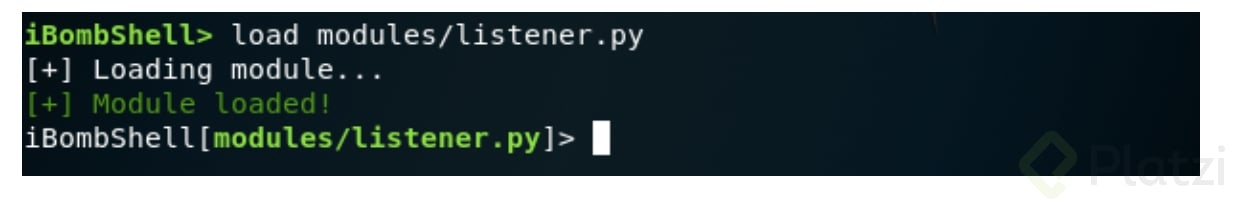 iBombShell> load modules/listener.py
[+] Loading module...
[+] Module loaded!
iBombShell[modules/listener.py]>
Platzi